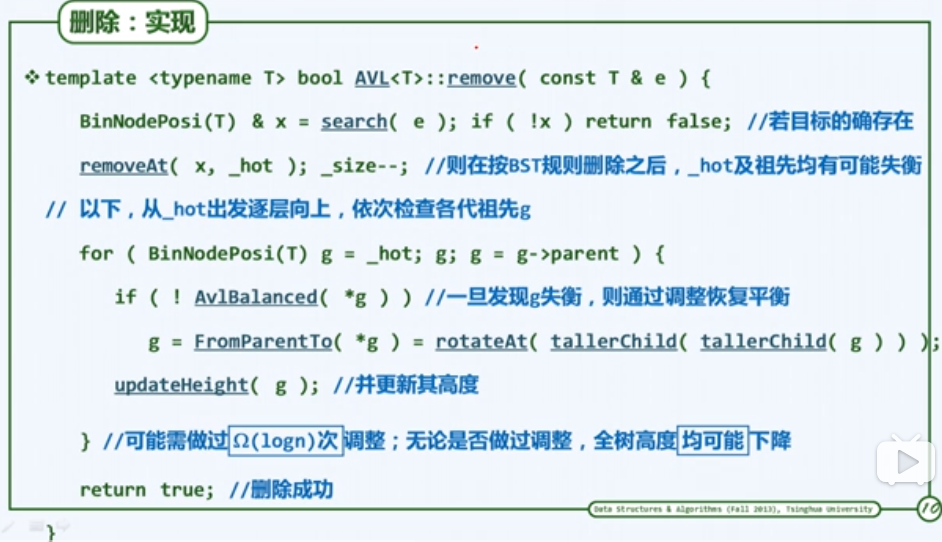 删除：实现
❖ template <typename T> bool AVL<T>::remove( const T & e ) {
BinNodePosi(T) & x = search( e ); if ( !x ) return false; //若目标的确存在
removeAt( x, _hot ); _size--; //则在按BST规则删除之后，_hot及祖先均有可能失衡
// 以下，从_hot出发逐层向上，依次检查各代祖先g
for ( BinNodePosi(T) g = _hot; g; g = g->parent ) {
if ( ! AvlBalanced( *g ) ) //一旦发现g失衡，则通过调整恢复平衡
g = FromParentTo( *g ) = rotateAt( tallerChild( tallerChild( g ) ) );
updateHeight( g ); //并更新其高度
} //可能需做过Ω(logn)次调整；无论是否做过调整，全树高度均可能下降
return true; //删除成功
Data Structures & Algorithms (Fall 2013), Tsinghua University 10
}